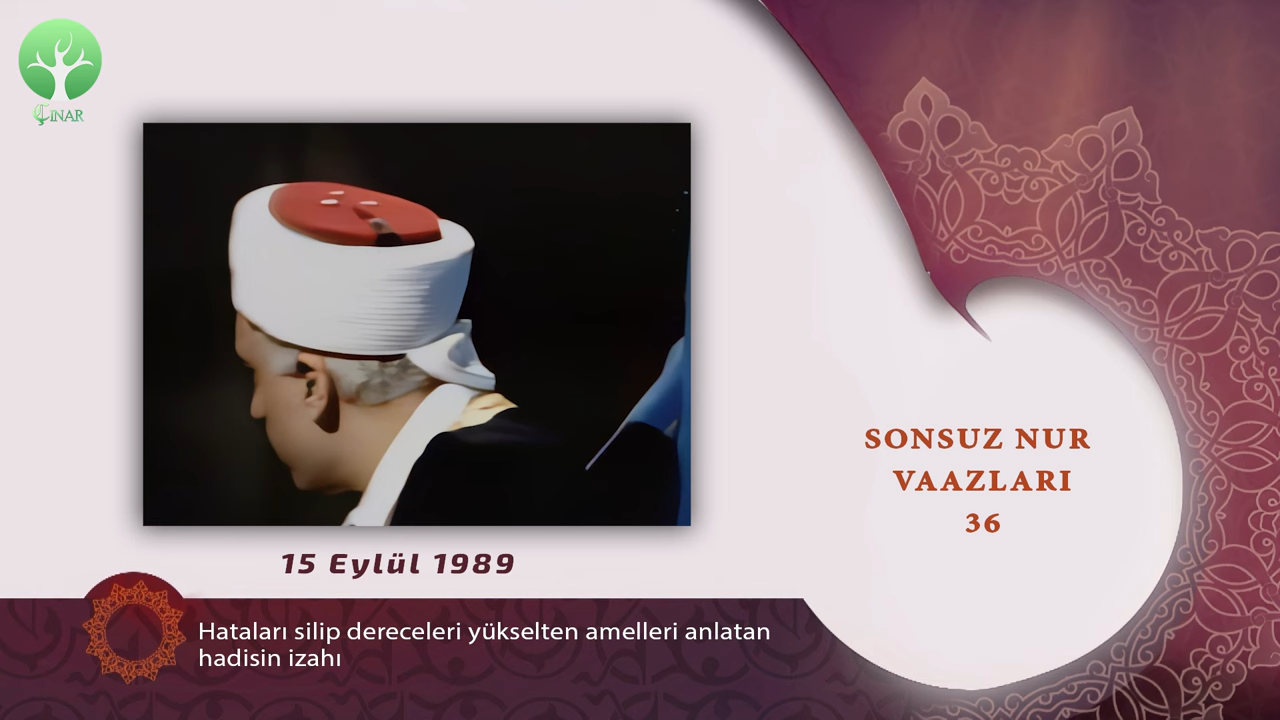 ÇINAR
SONSUZ NUR
VAAZLARI
36
15 Eylül 1989
Hataları silip dereceleri yükselten amelleri anlatan
hadisin izahı